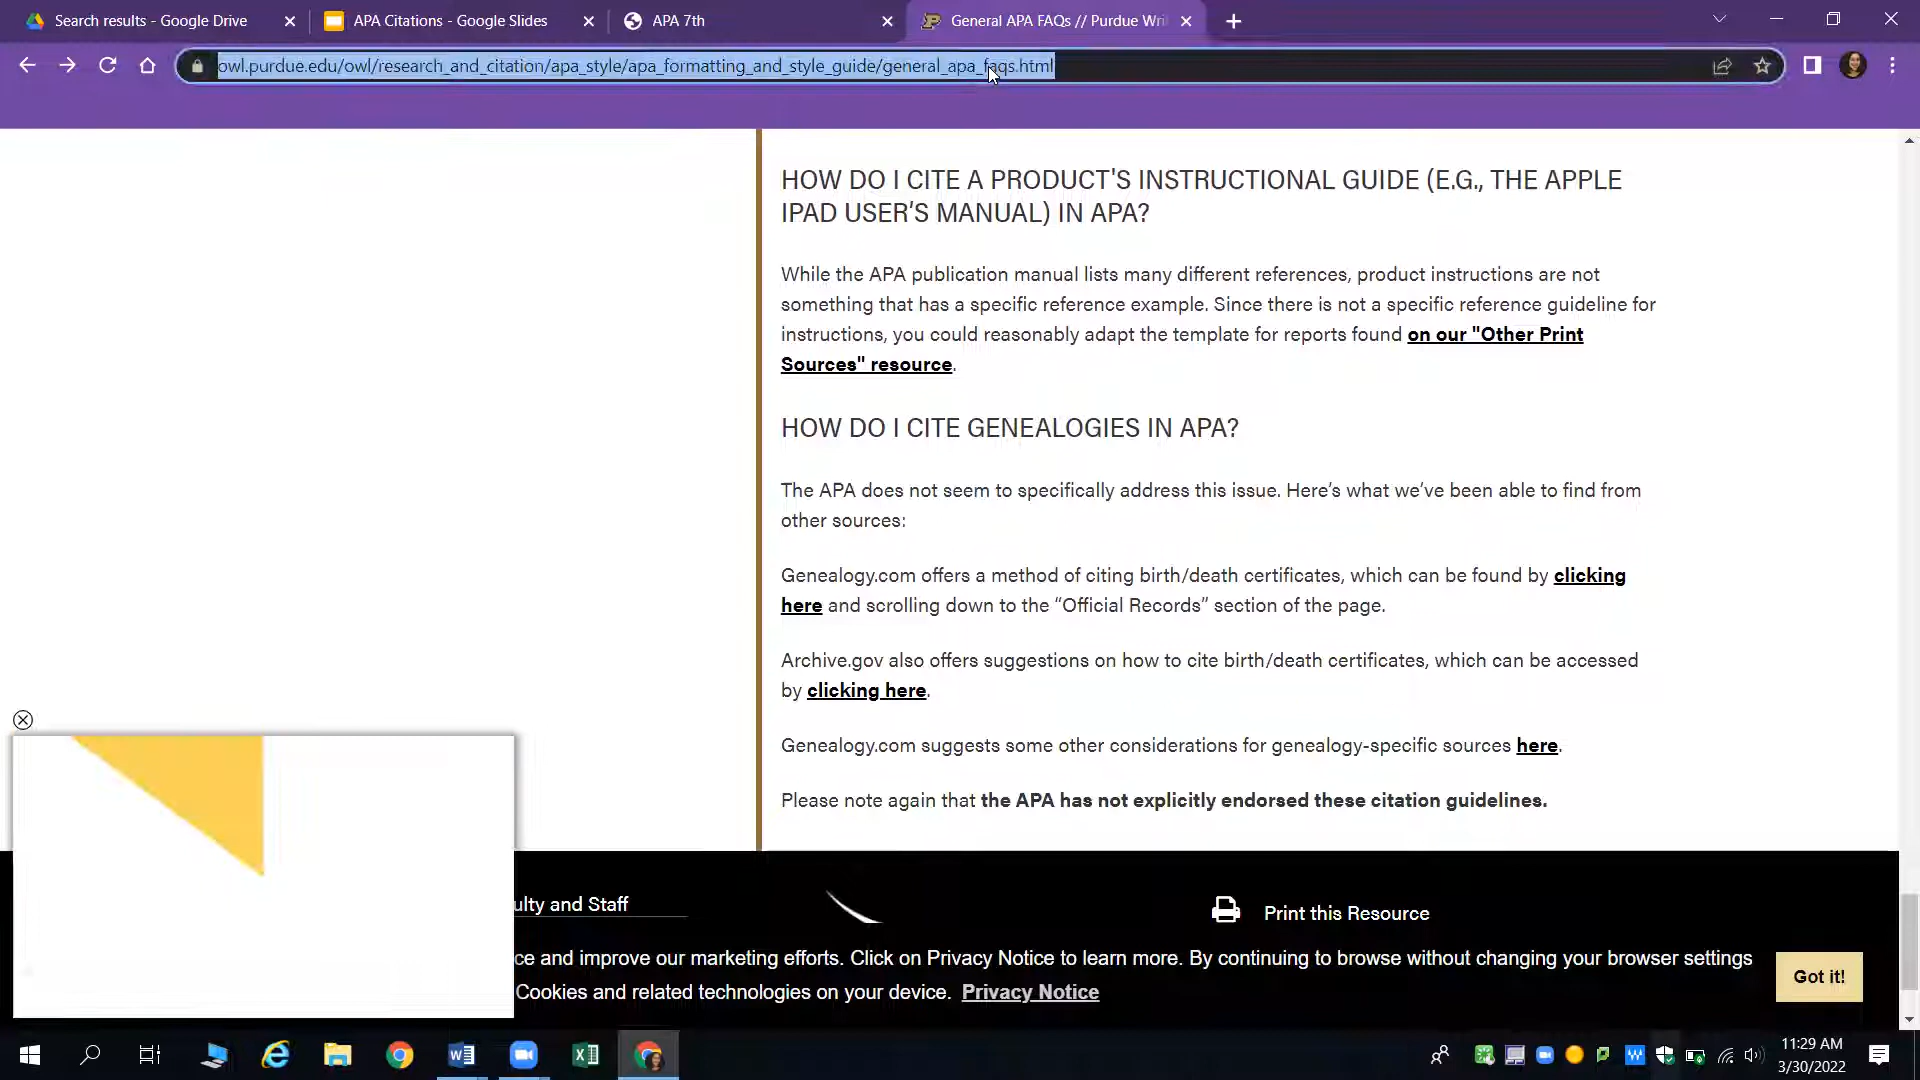 Search results - Google Drive
APA Citations - Google Slides
APA 7th
General APA FAQs // Purdue Wri
owl.purdue.edu/owl/research_and_citation/apa_style/apa_formatting_and_style_guide/general_apa_faqs.html
HOW DO I CITE A PRODUCT'S INSTRUCTIONAL GUIDE (E.G., THE APPLE
IPAD USER'S MANUAL) IN APA?
While the APA publication manual lists many different references, product instructions are not
something that has a specific reference example. Since there is not a specific reference guideline for
instructions, you could reasonably adapt the template for reports found on our "Other Print
Sources" resource.
HOW DO I CITE GENEALOGIES IN APA?
The APA does not seem to specifically address this issue. Here's what we've been able to find from
other sources:
Genealogy.com offers a method of citing birth/death certificates, which can be found by clicking
here and scrolling down to the “Official Records” section of the page.
Archive.gov also offers suggestions on how to cite birth/death certificates, which can be accessed
by clicking here.
Genealogy.com suggests some other considerations for genealogy-specific sources here.
Please note again that the APA has not explicitly endorsed these citation guidelines.
ulty and Staff
Print this Resource
ce and improve our marketing efforts. Click on Privacy Notice to learn more. By continuing to browse without changing your browser settings
Cookies and related technologies on your device. Privacy Notice
Got it!
11:29 AM
3/30/2022